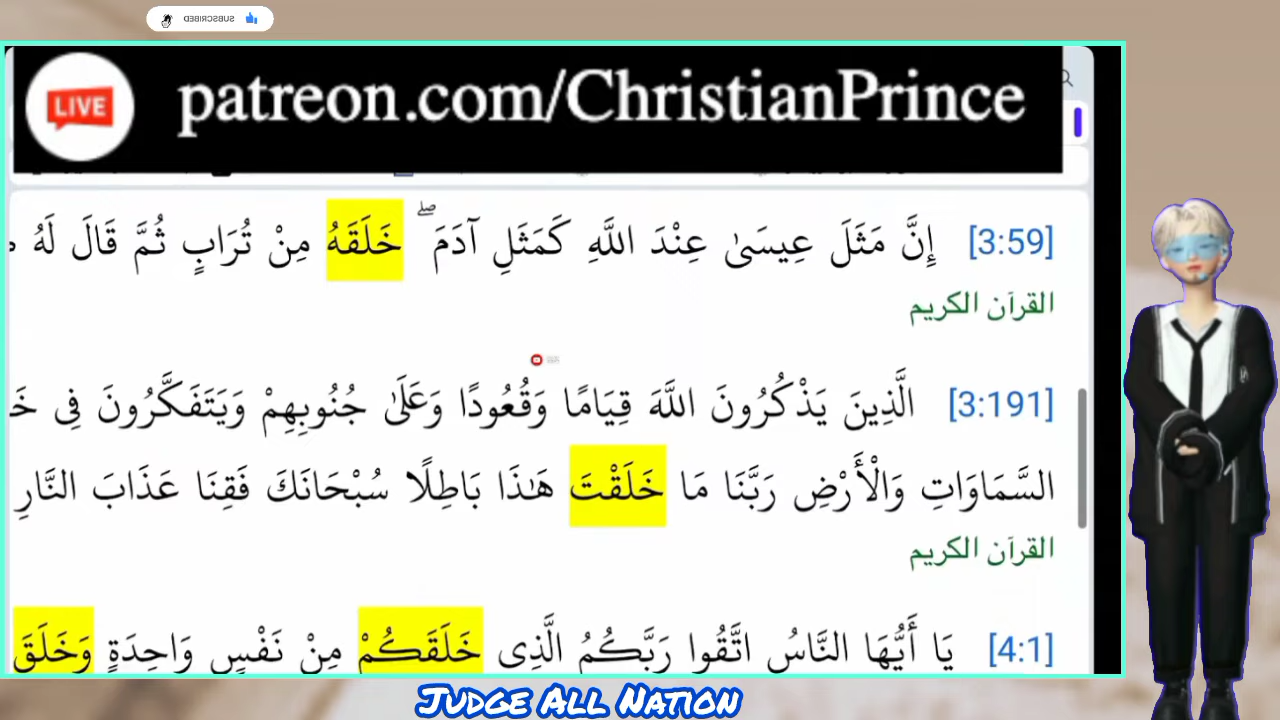 SUBSCRIBED
LIVE
patreon.com/ChristianPrince
[3:59] إِنَّ مَثَلَ عِيسَىٰ عِنْدَ اللَّهِ كَمَثَلِ آدَمَ ۖ خَلَقَهُ مِنْ تُرَابٍ ثُمَّ قَالَ لَهُ
القرآن الكريم
[3:191] الَّذِينَ يَذْكُرُونَ اللَّهَ قِيَامًا وَقُعُودًا وَعَلَىٰ جُنُوبِهِمْ وَيَتَفَكَّرُونَ فِي
السَّمَاوَاتِ وَالْأَرْضِ رَبَّنَا مَا خَلَقْتَ هَٰذَا بَاطِلًا سُبْحَانَكَ فَقِنَا عَذَابَ النَّارِ
القرآن الكريم
[4:1] يَا أَيُّهَا النَّاسُ اتَّقُوا رَبَّكُمُ الَّذِي خَلَقَكُمْ مِنْ نَفْسٍ وَاحِدَةٍ وَخَلَقَ
Judge All Nation